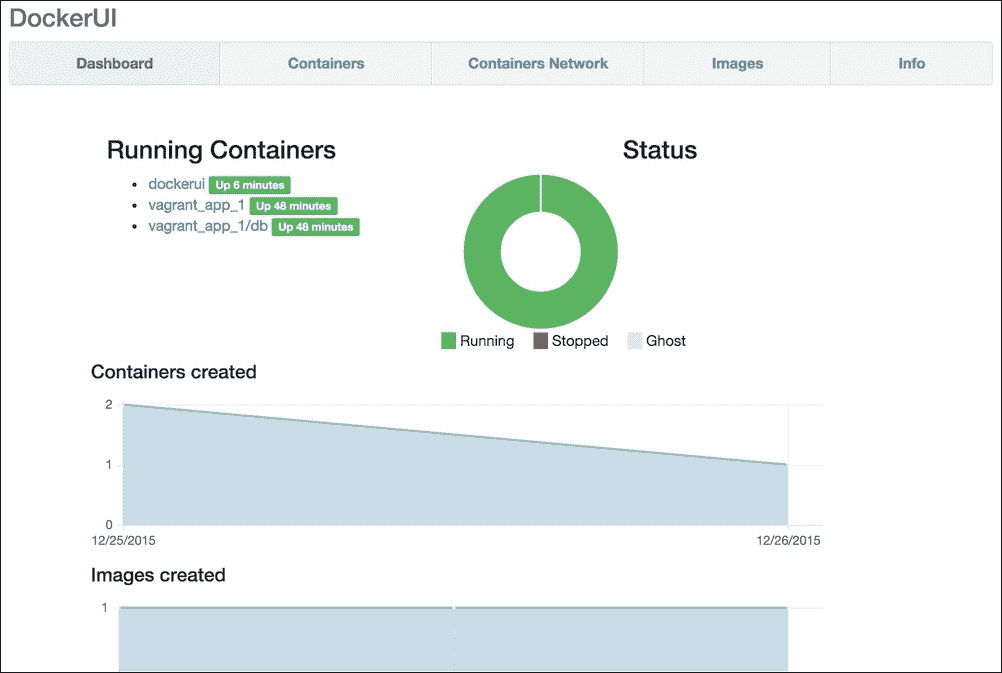 DockerUI
Dashboard Containers Containers Network Images Info
Running Containers
dockerui Up 6 minutes
vagrant_app_1 Up 48 minutes
vagrant_app_1/db Up 48 minutes
Status
Running Stopped Ghost
Containers created
2
1
0
12/25/2015 12/26/2015
Images created
1